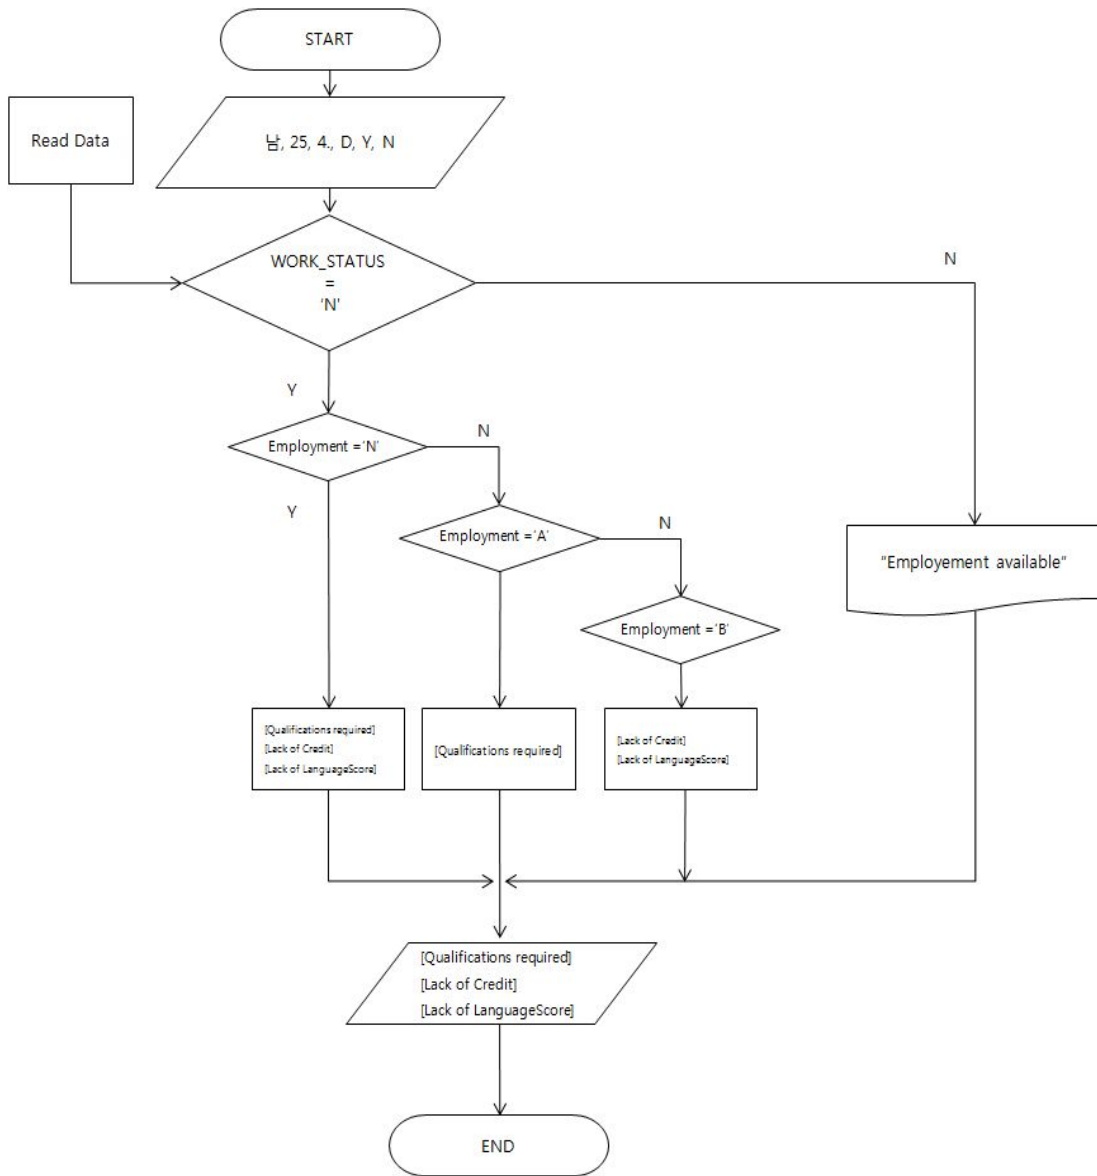 START
Read Data
남, 25, 4., D, Y, N
WORK_STATUS
=
'N'
N
Y
Employment ='N'
N
Y
Employment ='A'
N
"Employement available"
Employment ='B'
[Qualifications required]
[Lack of Credit]
[Lack of LanguageScore]
[Qualifications required]
[Lack of Credit]
[Lack of LanguageScore]
[Qualifications required]
[Lack of Credit]
[Lack of LanguageScore]
END